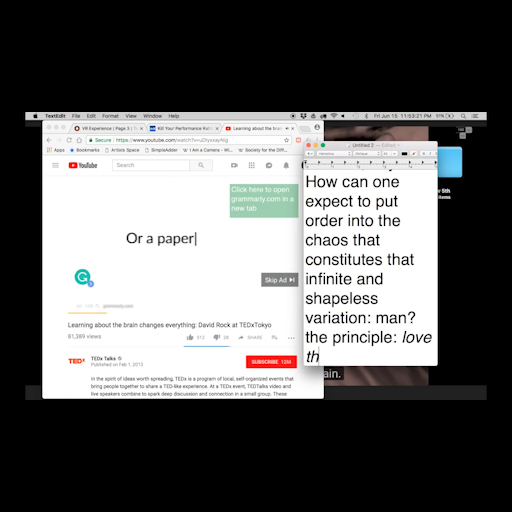 TextEdit File Edit Format View Window Help Fri Jun 15 11:53:21 PM
VR Experience | Page 3 | Kill Your Performance Learning about the brain
Secure https://www.youtube.com/watch?v=
Apps Bookmarks Artists Space SimpleAdder I Am a Camera - Society for the
Untitled 2 — Edited
YouTube Search
Click here to open
grammarly.com in a
new tab
Or a paper
Skip Ad
grammarly.com
Learning about the brain changes everything: David Rock at TEDxTokyo
81,389 views
512 28 SHARE
TEDx TEDx Talks
Published on Feb 1, 2013
SUBSCRIBE 12M
In the spirit of ideas worth spreading, TEDx is a program of local, self-organized events that
bring people together to share a TED-like experience. At a TEDx event, TEDTalks video and
live speakers combine to spark deep discussion and connection in a small group. These
How can one
expect to put
order into the
chaos that
constitutes that
infinite and
shapeless
variation: man?
the principle: love
th
ain.